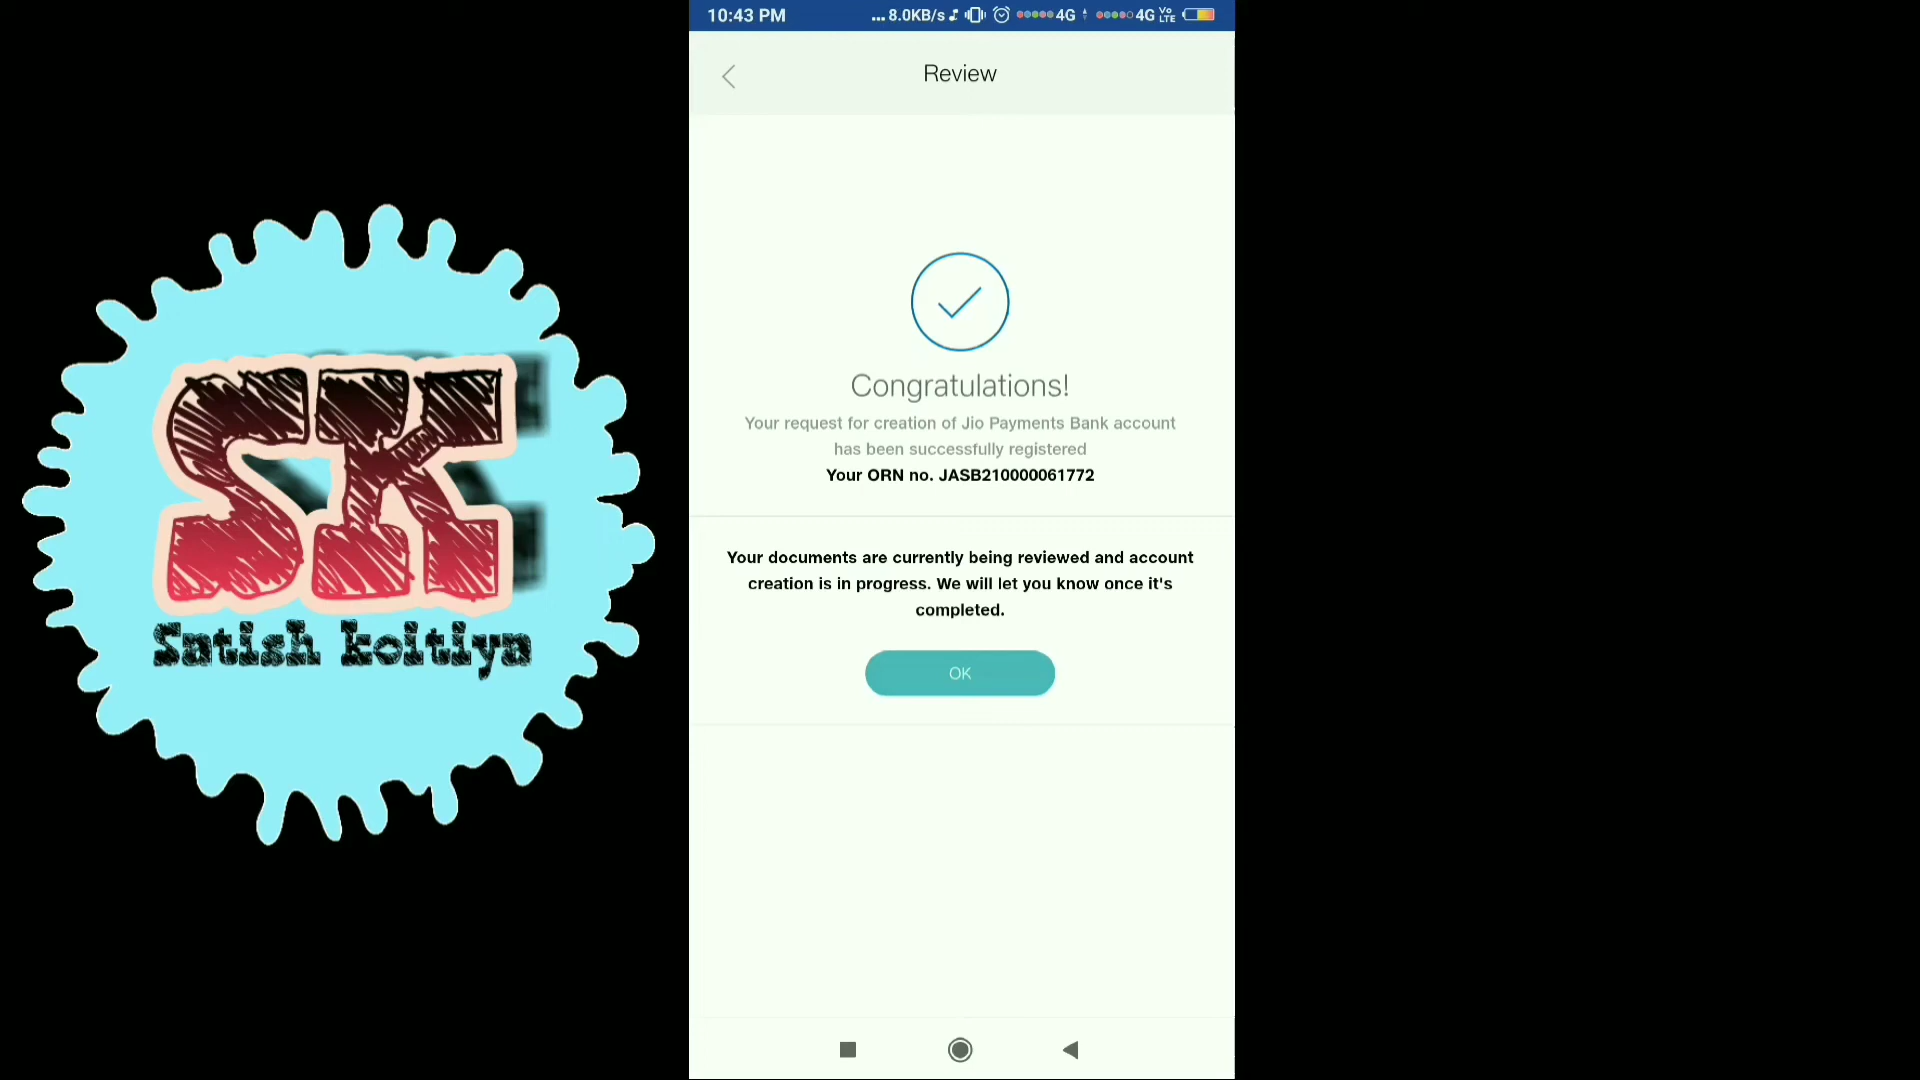 10:43 PM ... 8.0KB/s 4G 4G Vo LTE
Review
SK
Satish koitiya
Congratulations!
Your request for creation of Jio Payments Bank account
has been successfully registered
Your ORN no. JASB210000061772
Your documents are currently being reviewed and account
creation is in progress. We will let you know once it's
completed.
OK